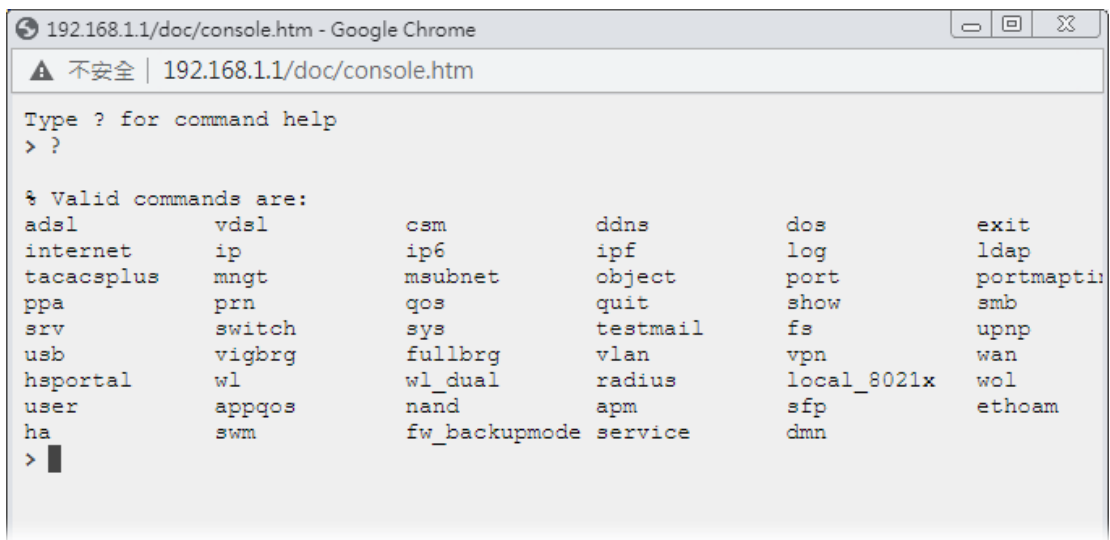 192.168.1.1/doc/console.htm - Google Chrome
不安全 | 192.168.1.1/doc/console.htm
Type ? for command help
> ?
% Valid commands are:
adsl vdsl csm ddns dos exit
internet ip ip6 ipf log ldap
tacacsplus mngt msubnet object port
ppa prn qos quit show smb
srv switch sys testmail fs upnp
usb vigbrg fullbrg vlan vpn wan
hsportal wl wl_dual radius local_8021x wol
user appqos nand apm sfp ethoam
ha swm fw_backupmode service dmn
>